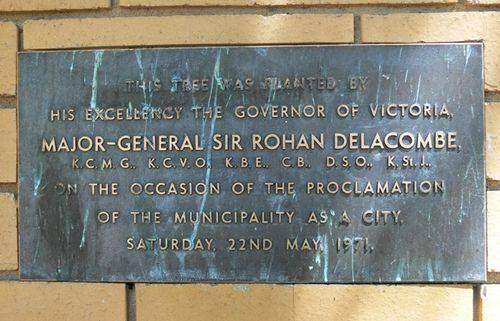 THIS TREE WAS PLANTED BY
HIS EXCELLENCY THE GOVERNOR OF VICTORIA,
MAJOR-GENERAL SIR ROHAN DELACOMBE,
K.C.M.G., K.C.V.O., K.B.E., C.B., D.S.O., K.St.J.,
ON THE OCCASION OF THE PROCLAMATION
OF THE MUNICIPALITY AS A CITY,
SATURDAY, 22ND MAY, 1971.